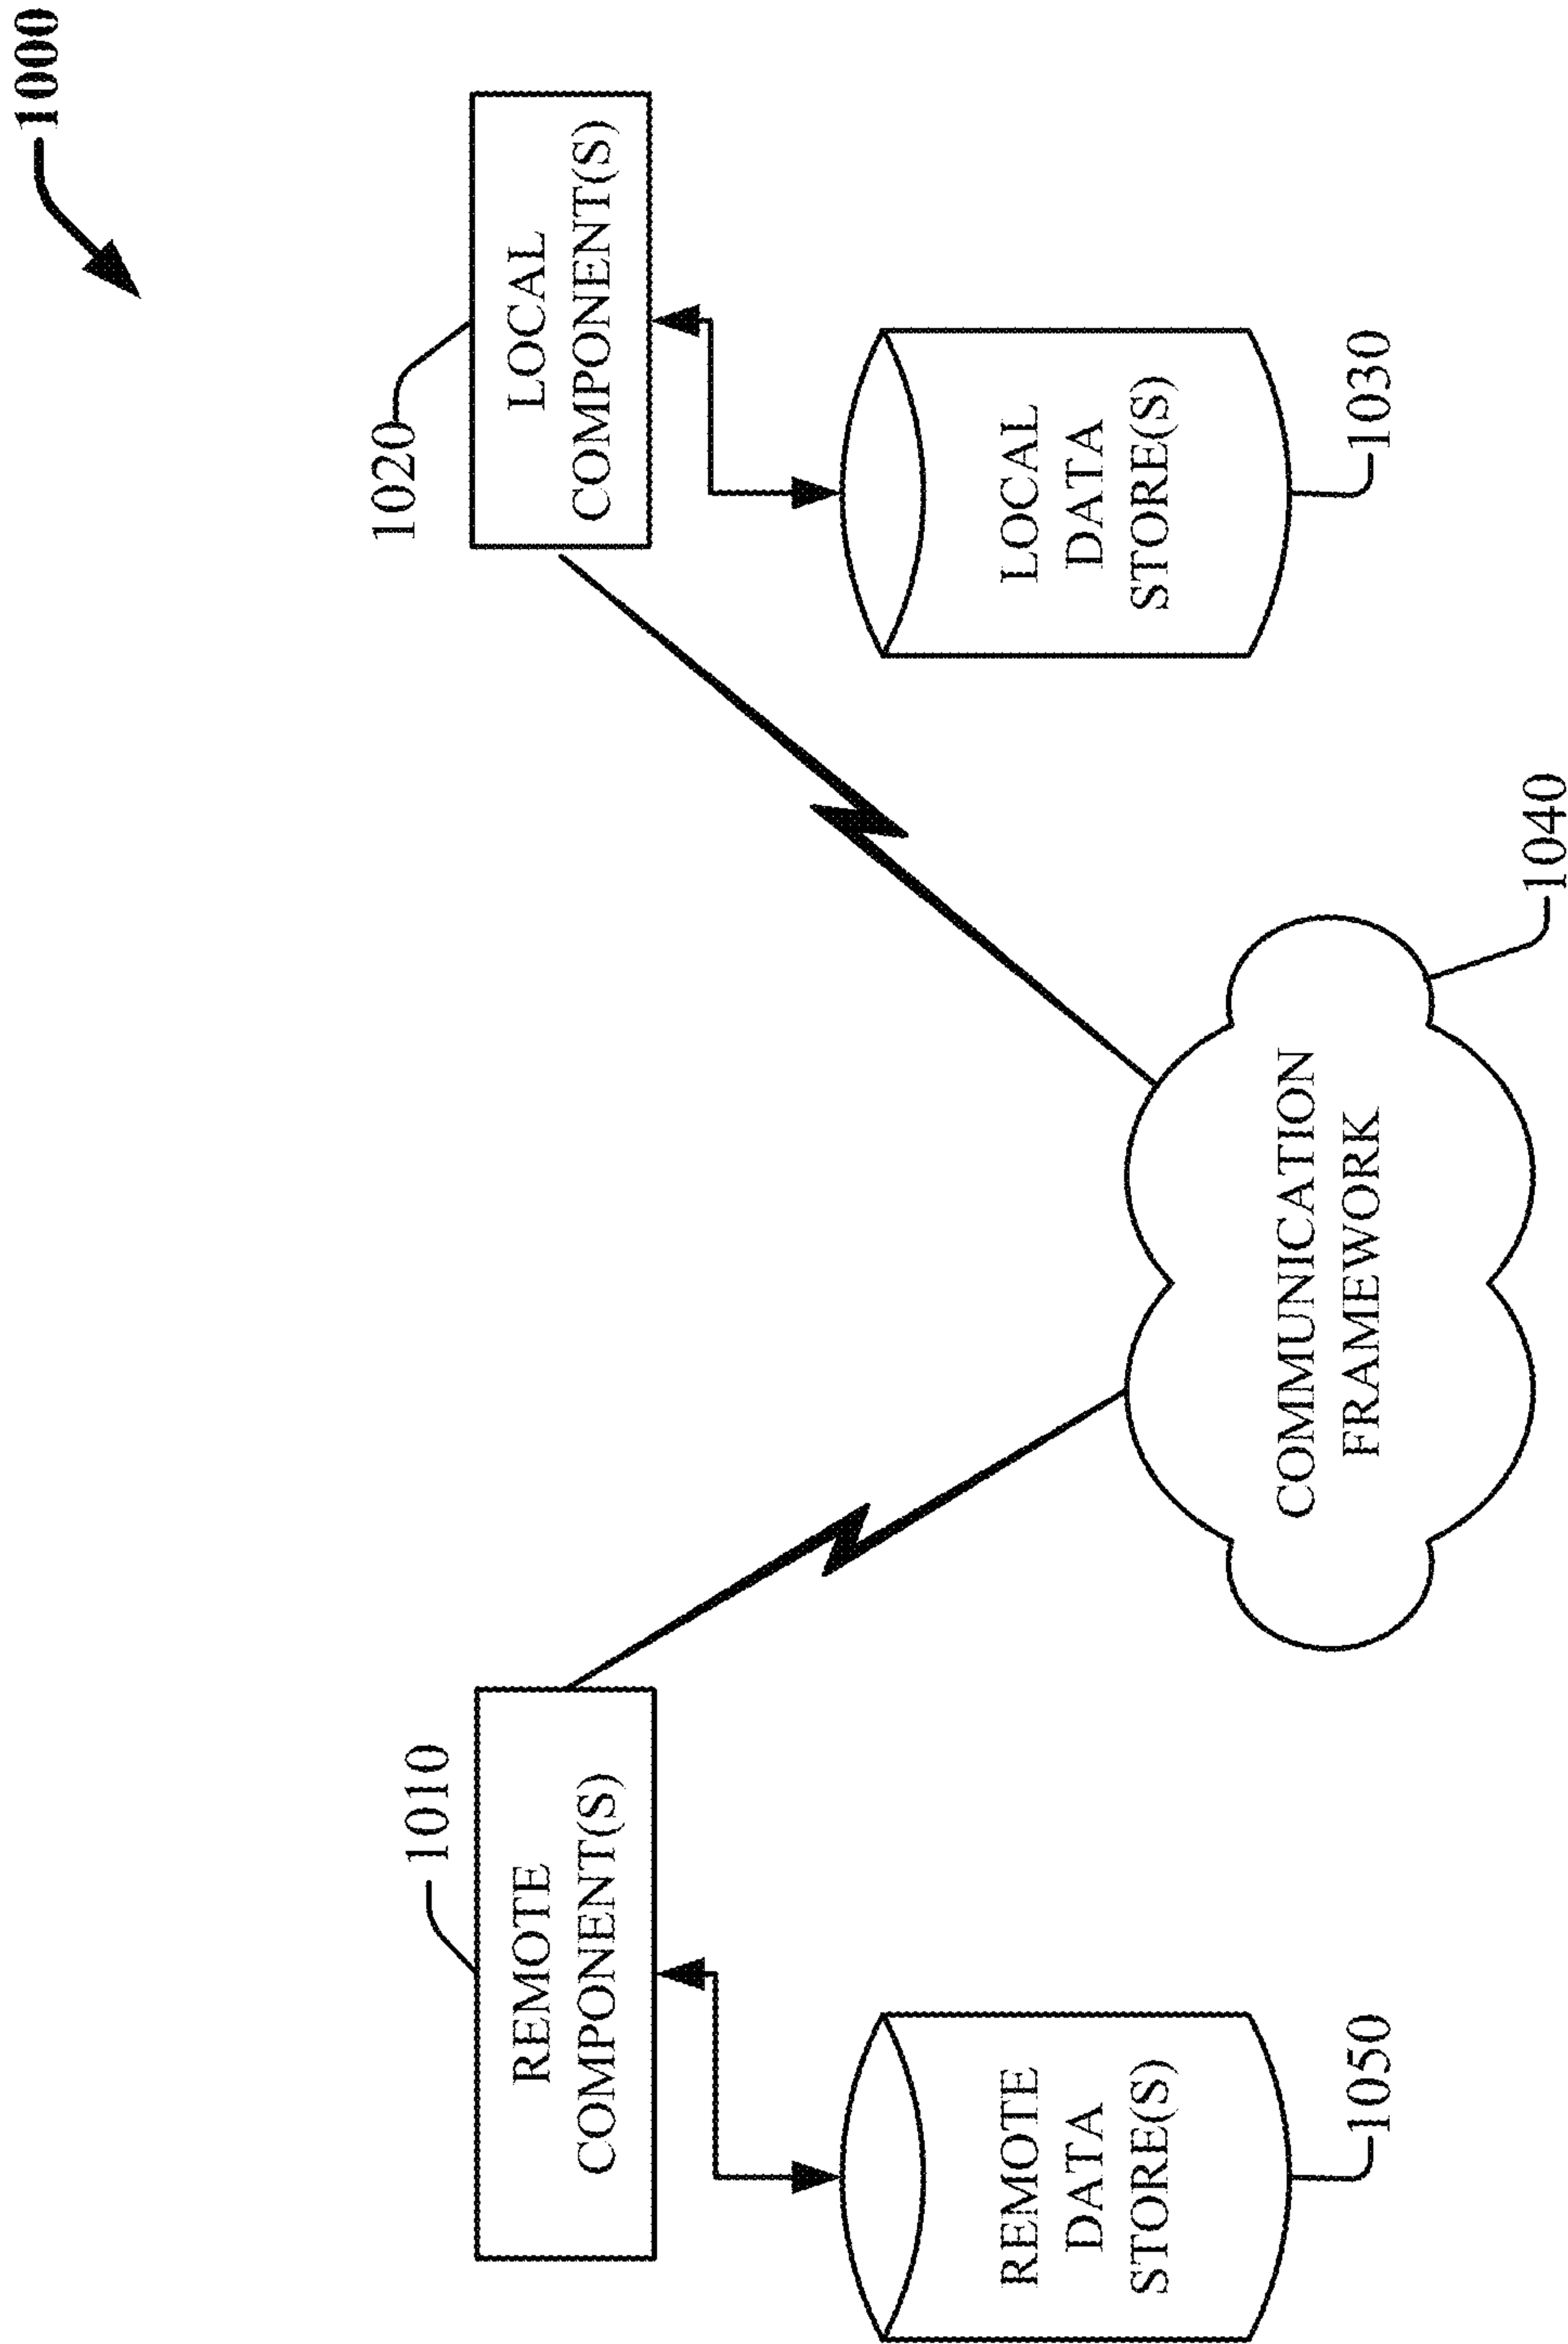 1000
1010
REMOTE
COMPONENT(S)
1020
LOCAL
COMPONENT(S)
REMOTE
DATA
STORE(S)
1050
LOCAL
DATA
STORE(S)
1030
COMMUNICATION
FRAMEWORK
1040